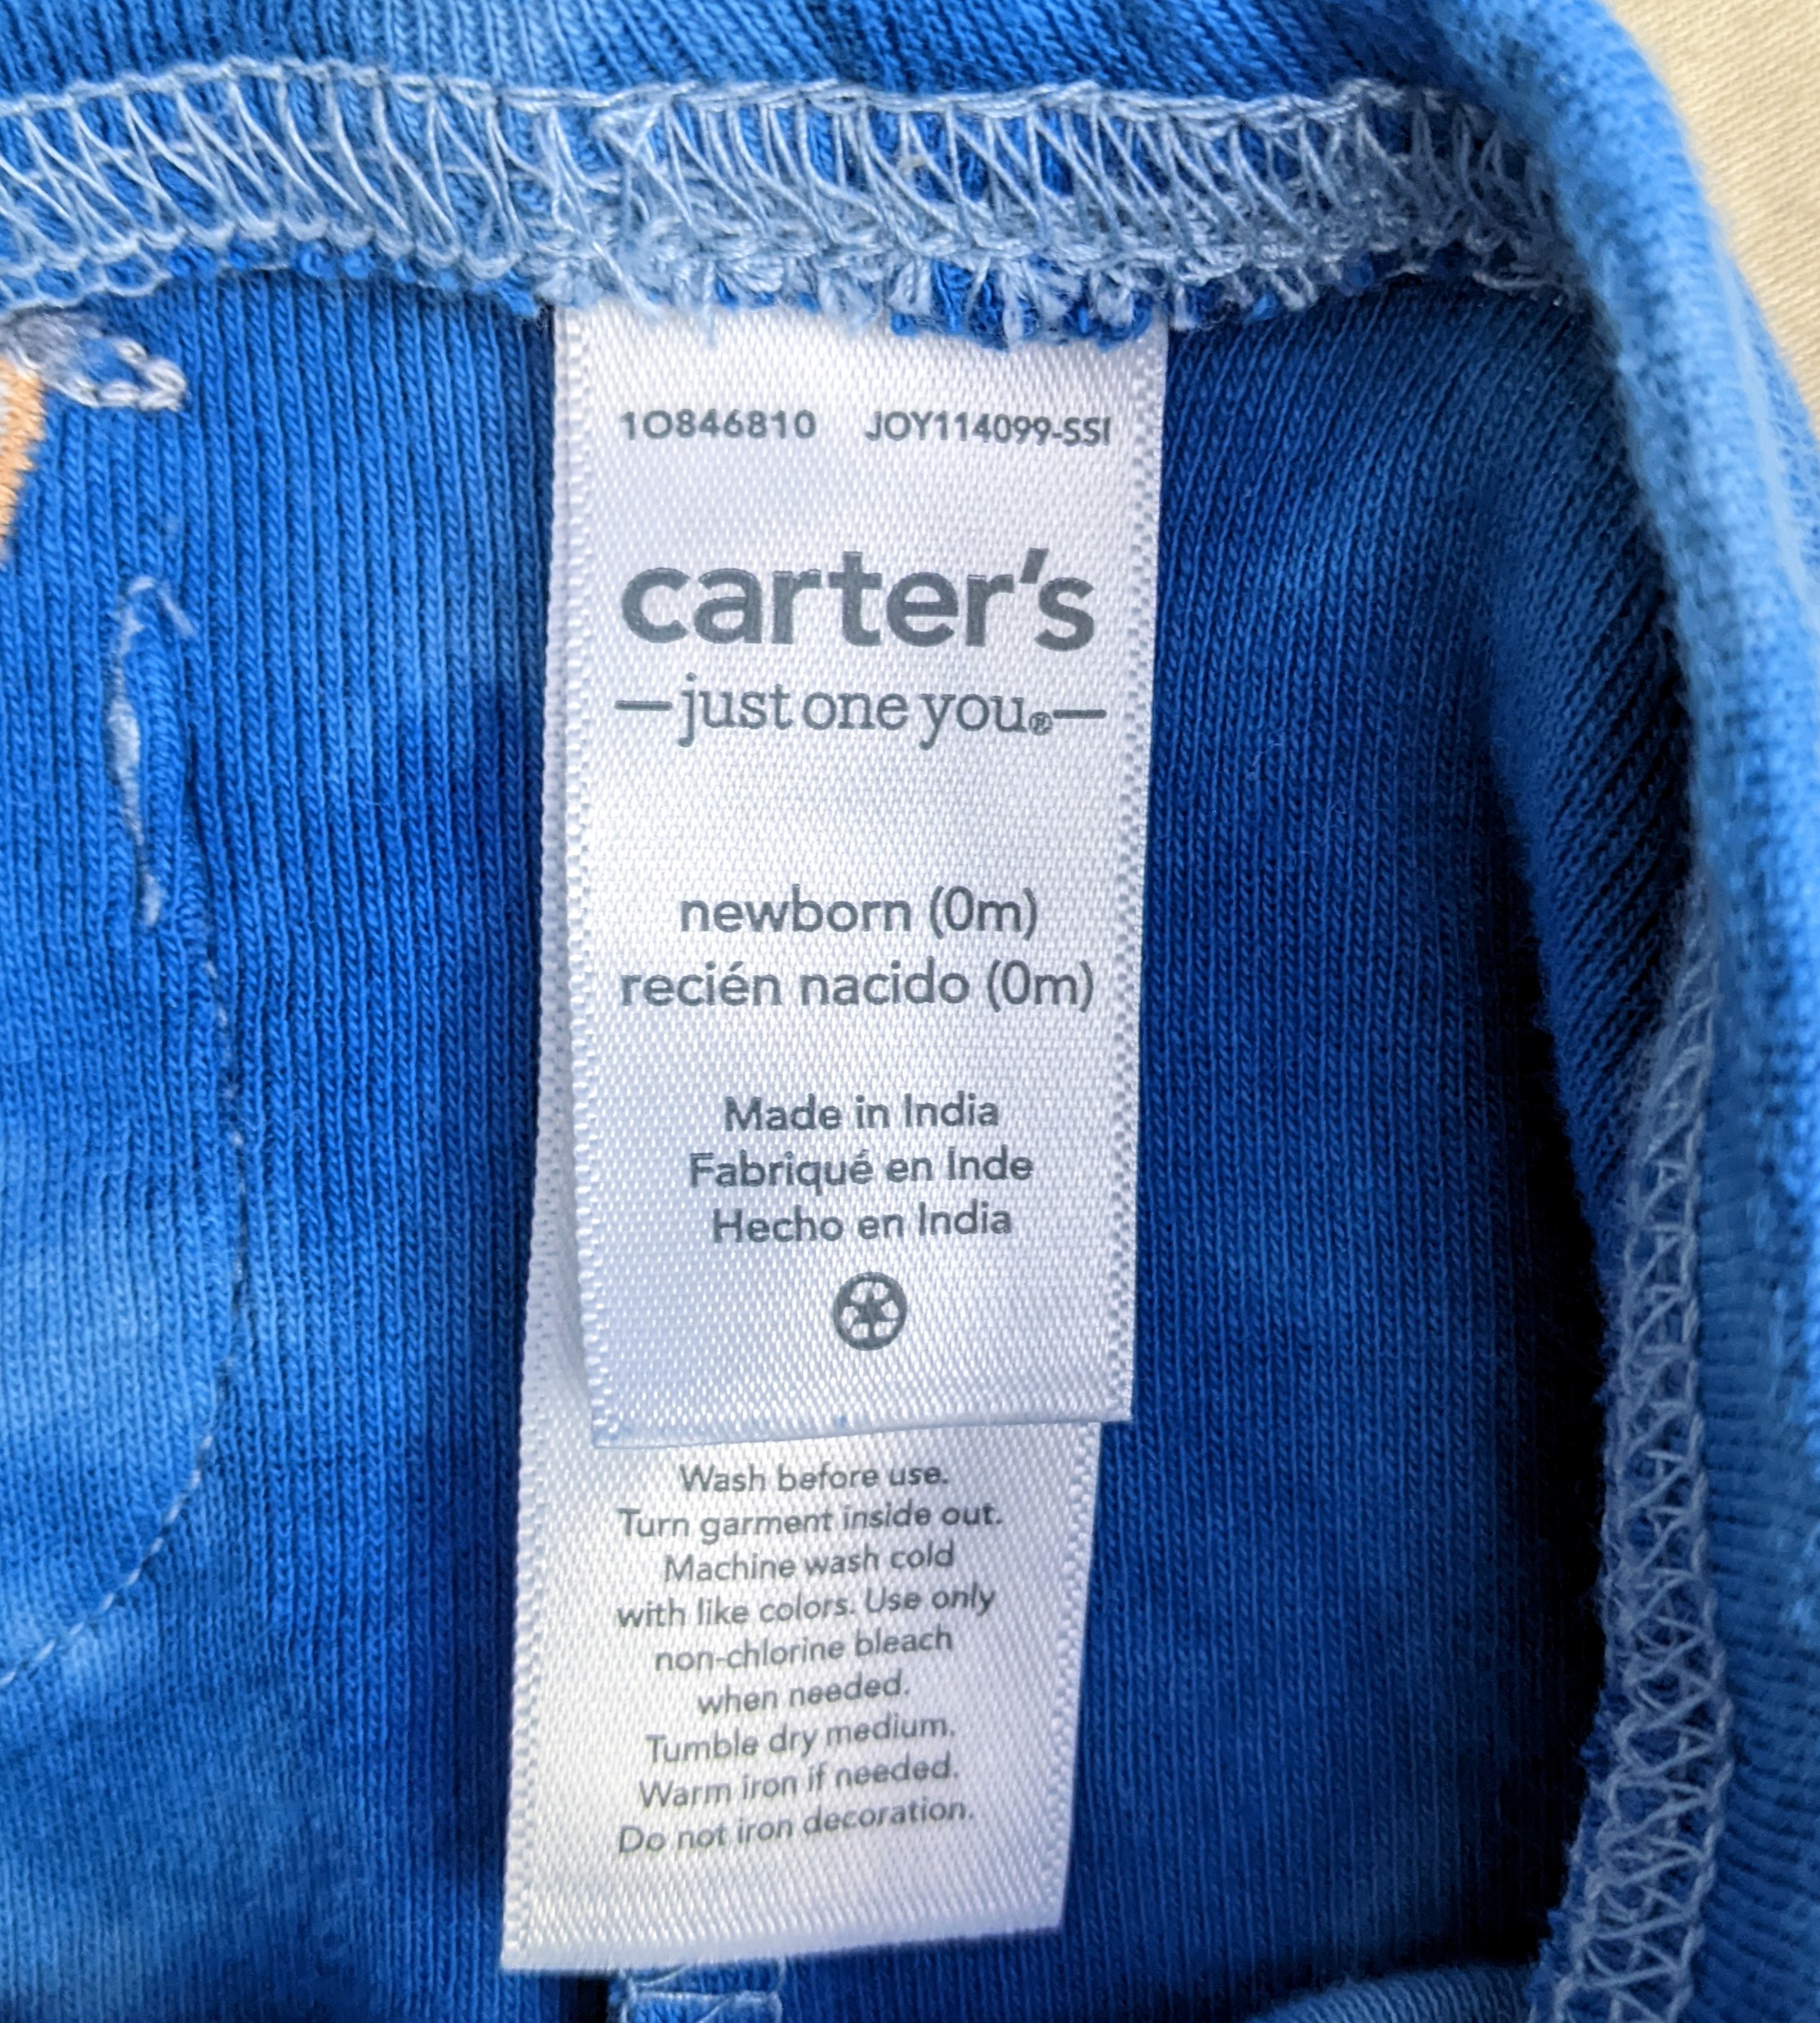 1O846810 JOY114099-SSI
carter's
—just one you®—
newborn (0m)
recién nacido (0m)
Made in India
Fabriqué en Inde
Hecho en India
Wash before use.
Turn garment inside out.
Machine wash cold
with like colors. Use only
non-chlorine bleach
when needed.
Tumble dry medium.
Warm iron if needed.
Do not iron decoration.